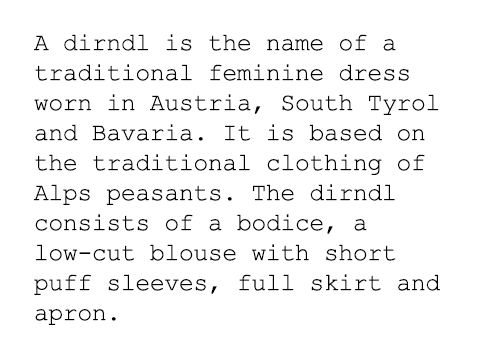 A dirndl is the name of a
traditional feminine dress
worn in Austria, South Tyrol
and Bavaria. It is based on
the traditional clothing of
Alps peasants. The dirndl
consists of a bodice, a
low-cut blouse with short
puff sleeves, full skirt and
apron.